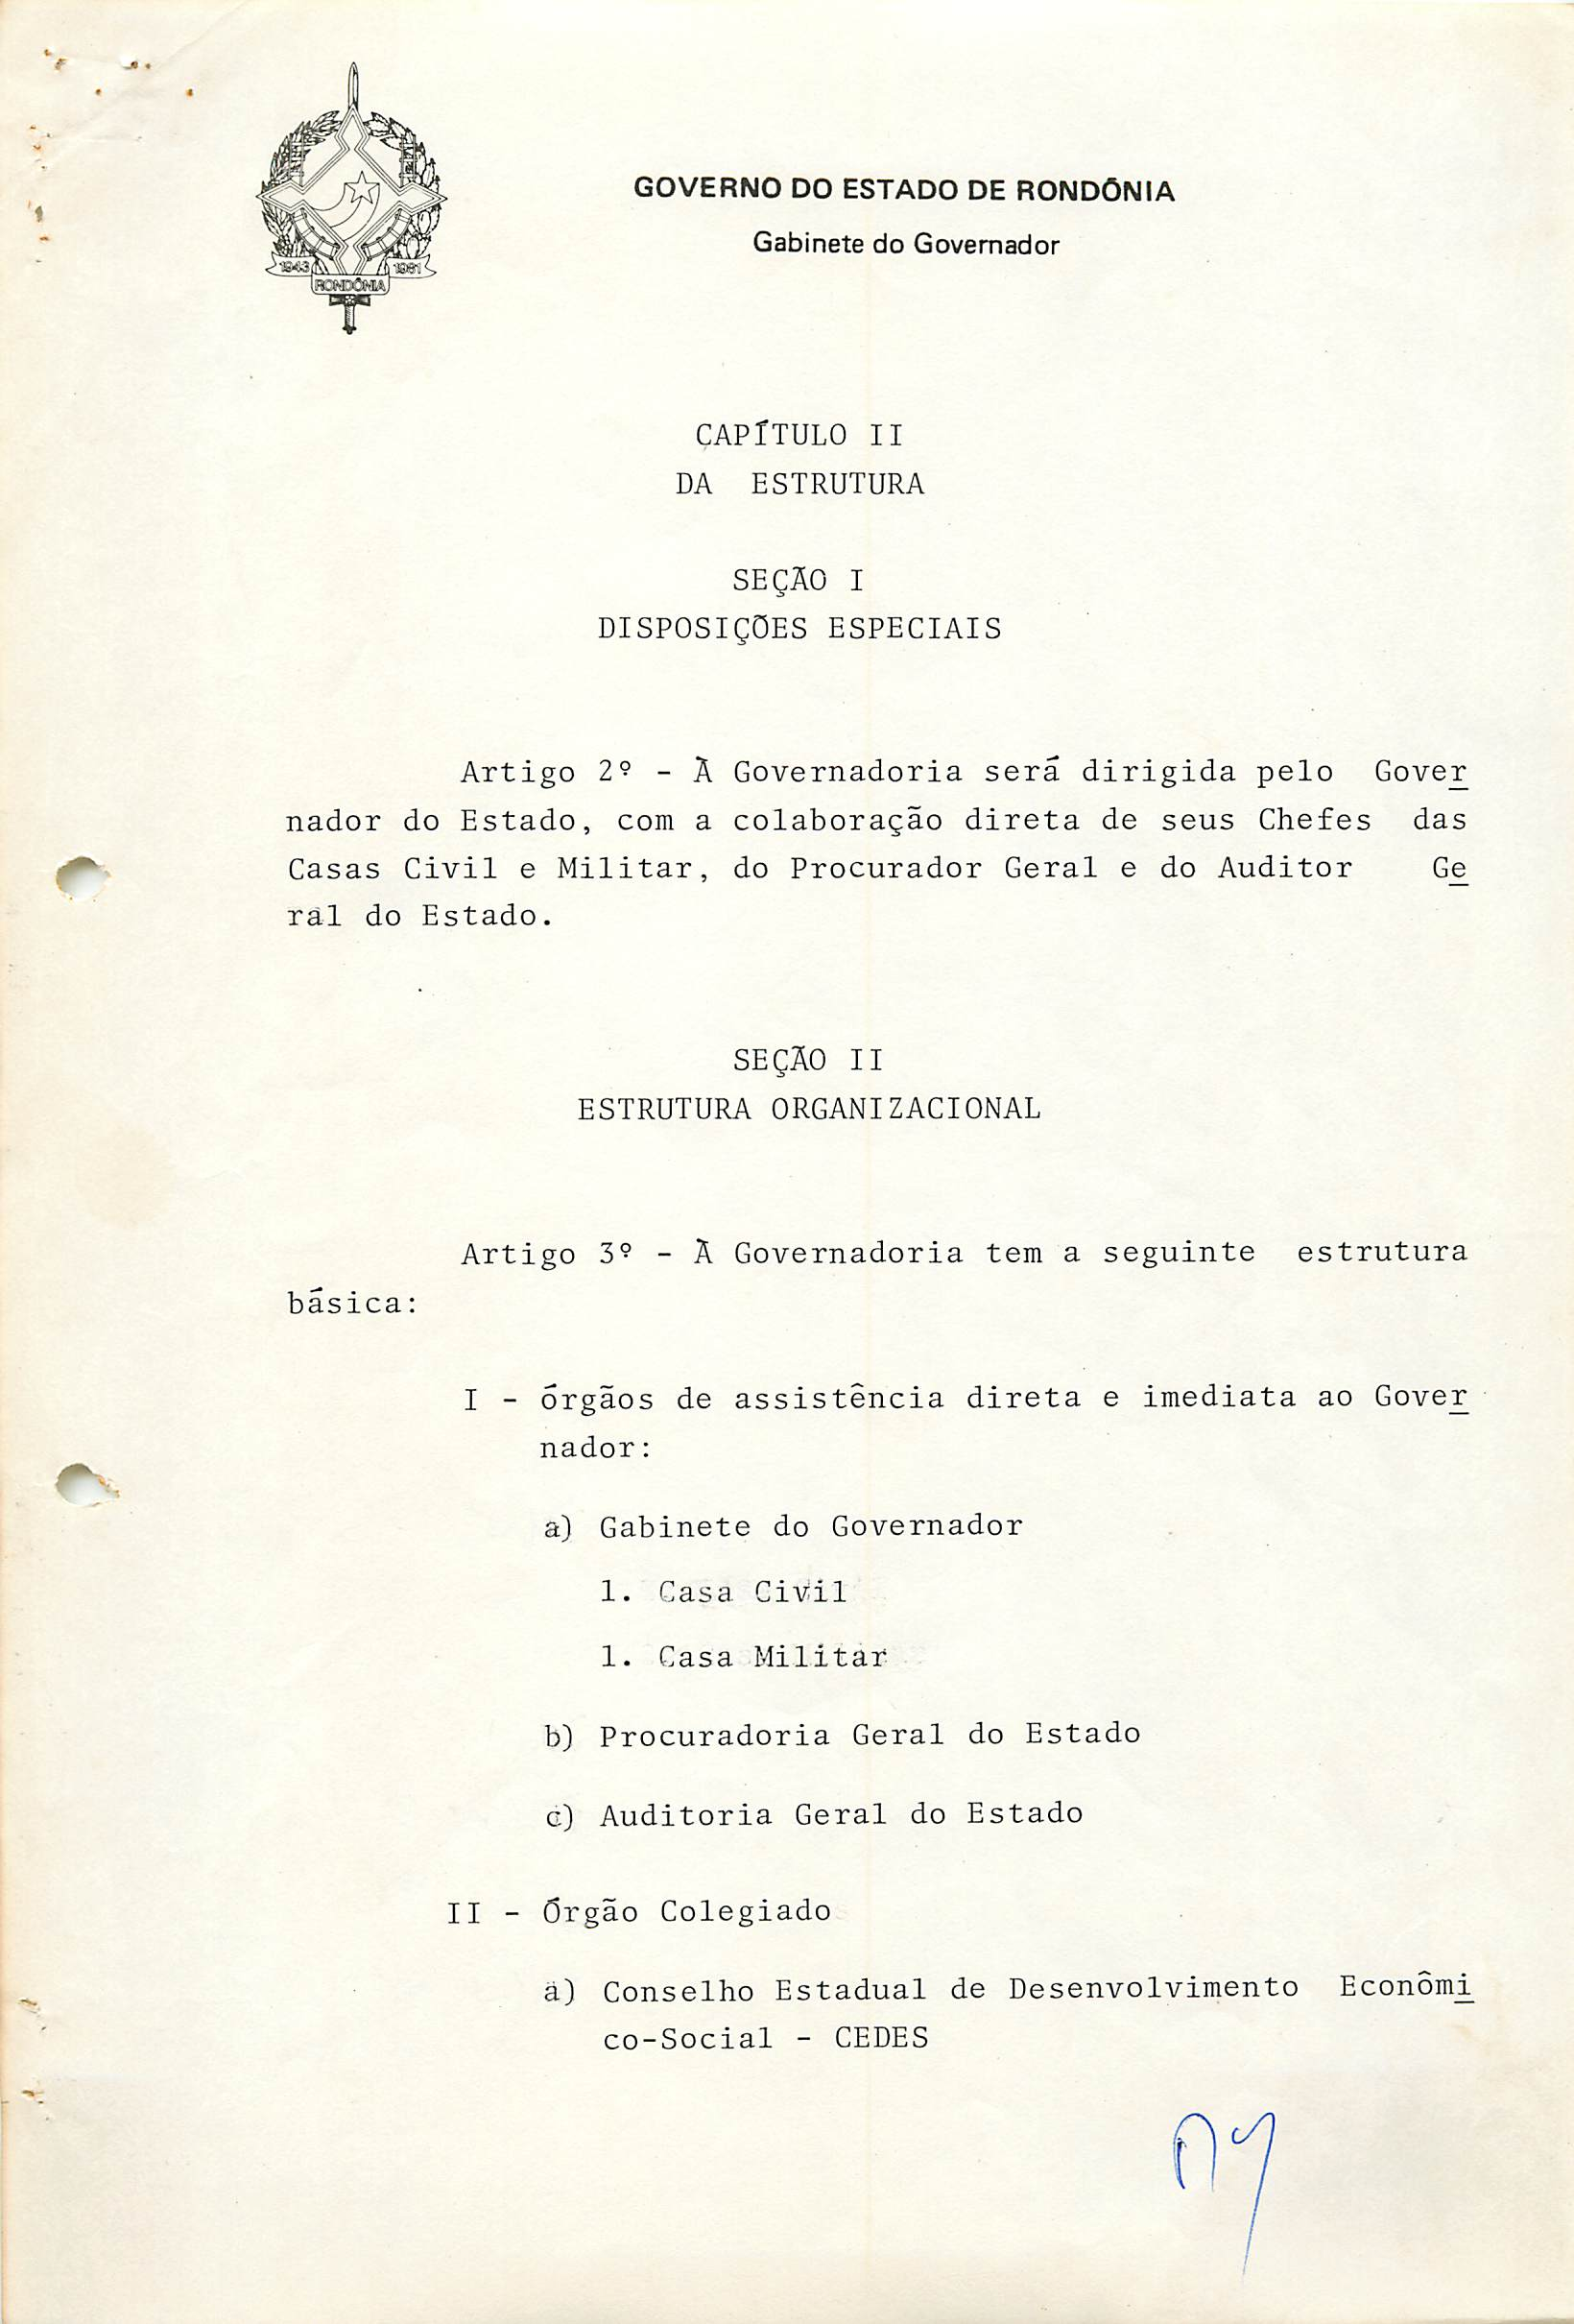 GOVERNO DO ESTADO DE RONDÔNIA
Gabinete do Governador
1943 1981
RONDÔNIA
CAPÍTULO II
DA ESTRUTURA
SEÇÃO I
DISPOSIÇÕES ESPECIAIS
Artigo 2º - À Governadoria será dirigida pelo Gover
nador do Estado, com a colaboração direta de seus Chefes das
Casas Civil e Militar, do Procurador Geral e do Auditor Ge
ral do Estado.
SEÇÃO II
ESTRUTURA ORGANIZACIONAL
Artigo 3º - À Governadoria tem a seguinte estrutura
básica:
I - órgãos de assistência direta e imediata ao Gover
nador:
a) Gabinete do Governador
1. Casa Civil
1. Casa Militar
b) Procuradoria Geral do Estado
c) Auditoria Geral do Estado
II - Órgão Colegiado
a) Conselho Estadual de Desenvolvimento Econômi
co-Social - CEDES